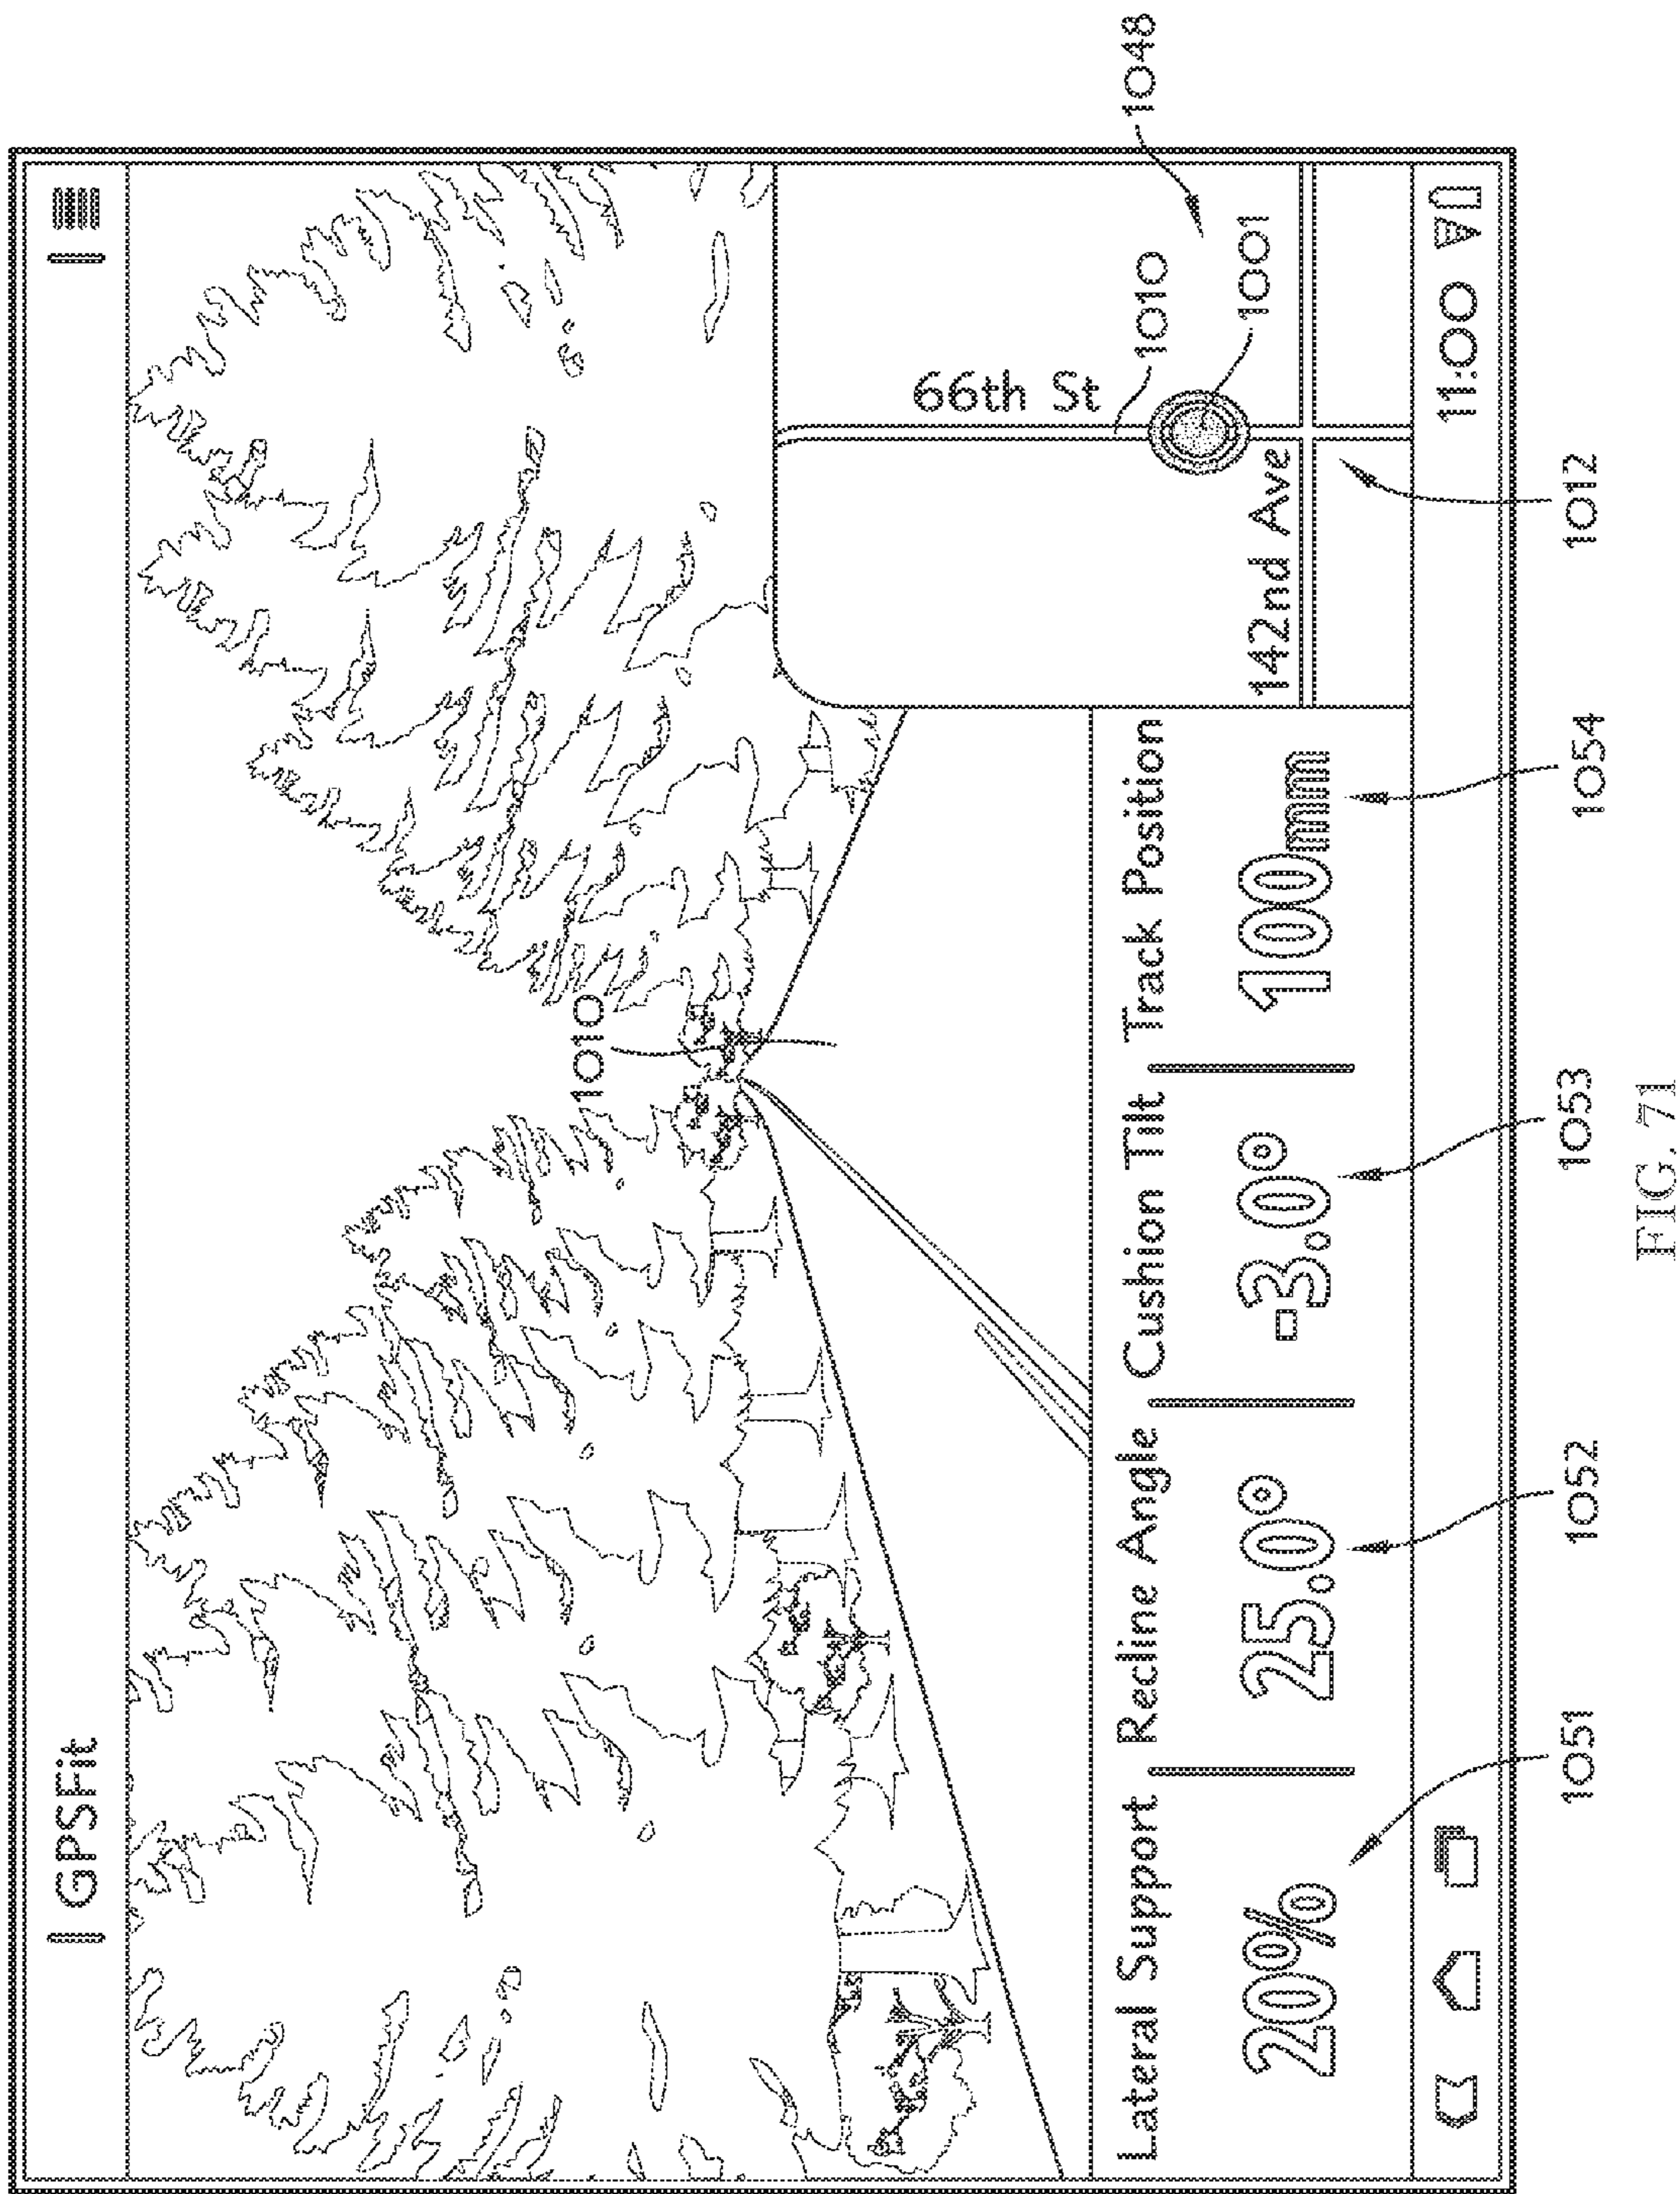 GPSFit
1010
66th St
1010
1048
1001
142nd Ave
Lateral Support
Recline Angle
Cushion Tilt
Track Position
20%
25.0°
-3.0°
100mm
11:00
1051
1052
1053
1054
1012
FIG. 71